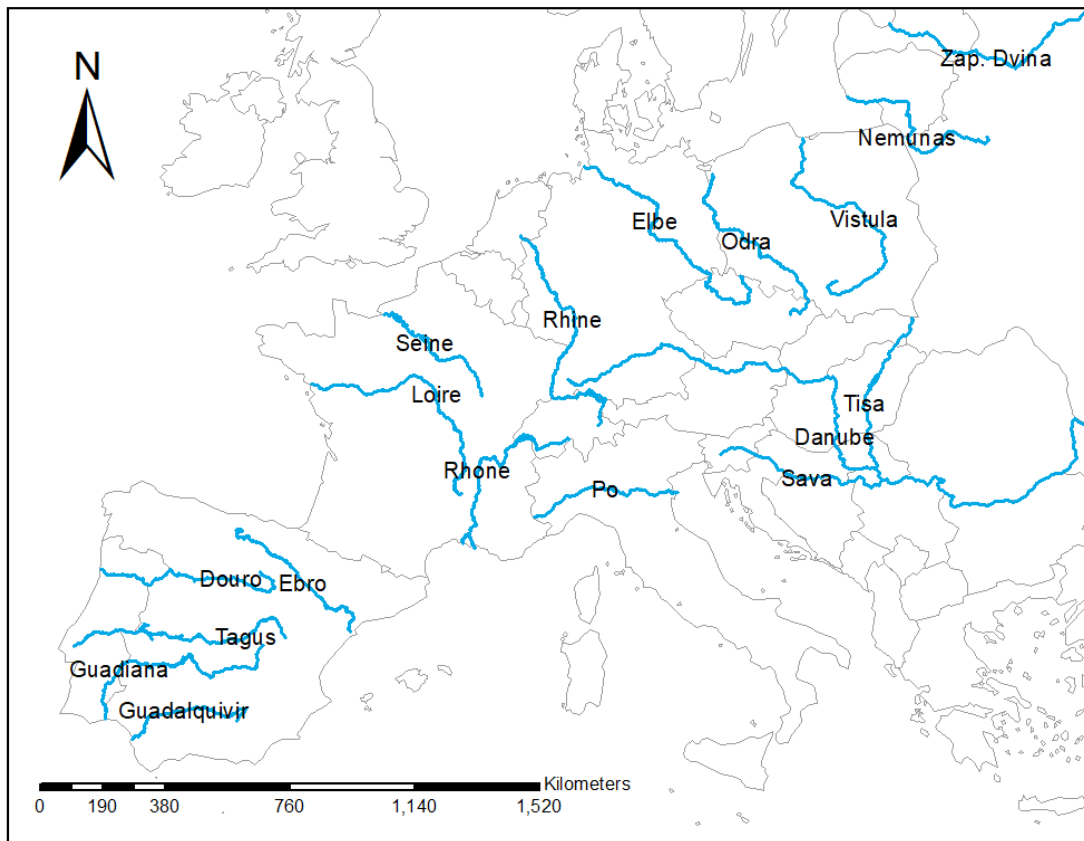 N
Zap. Dvina
Nemunas
Elbe
Odra
Vistula
Rhine
Seine
Loire
Tisa
Danube
Rhone
Sava
Po
Douro
Ebro
Tagus
Guadiana
Guadalquivir
Kilometers
0 190 380 760 1,140 1,520